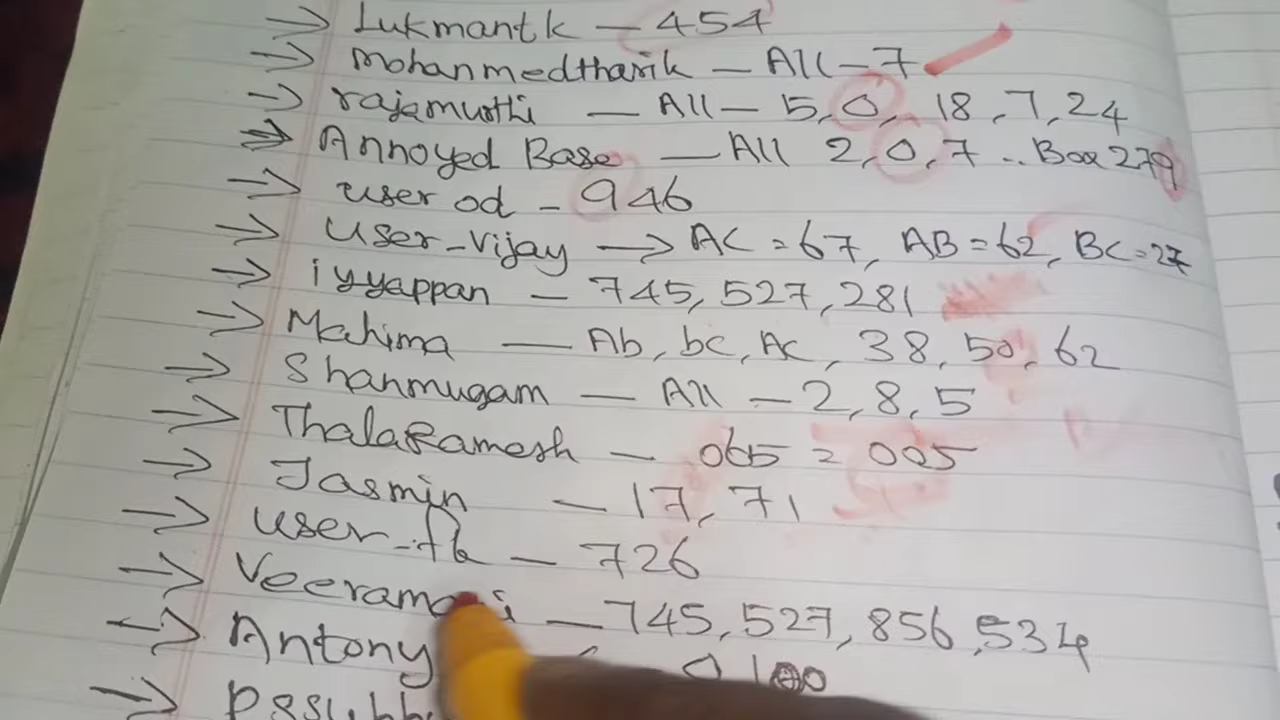 → Lukmantk — 454
→ Mohanmedtharik — All — 7
→ rajamurthi — All — 5, 0, 18, 7, 24
→ Annoyed Base — All 2, 0, 7 .. Box 279
→ user od - 946
→ User-vijay → AC = 67, AB = 62, BC = 27
→ iyyappan — 745, 527, 281
→ Mahima — Ab, bc, Ac, 38, 50, 62
→ Shanmugam — All — 2, 8, 5
→ ThalaRamesh — 065 = 005
→ Jasmin — 17, 71
→ user-fk — 726
→ — 745, 527, 856, 534
→ Antony
→